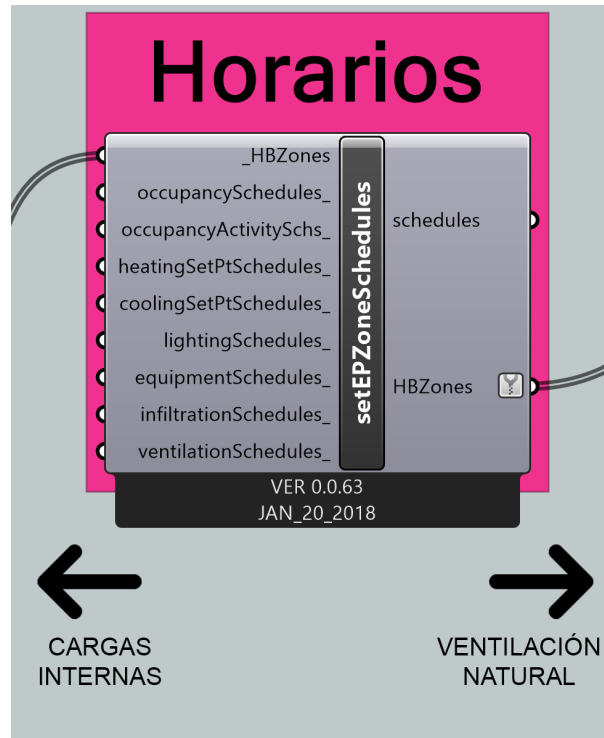 Horarios
_HBZones
occupancySchedules_
occupancyActivitySchs_
heatingSetPtSchedules_
coolingSetPtSchedules_
lightingSchedules_
equipmentSchedules_
infiltrationSchedules_
ventilationSchedules_
setEPZoneSchedules
schedules
HBZones
VER 0.0.63
JAN_20_2018
CARGAS
INTERNAS
VENTILACIÓN
NATURAL